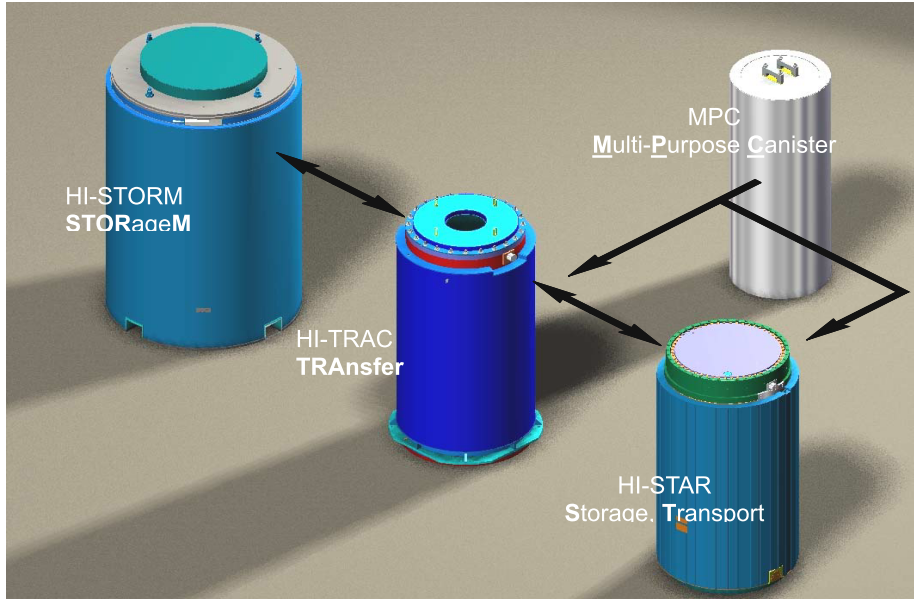 MPC
Multi-Purpose Canister
HI-STORM
STORageM
HI-TRAC
TRAnsfer
HI-STAR
Storage, Transport